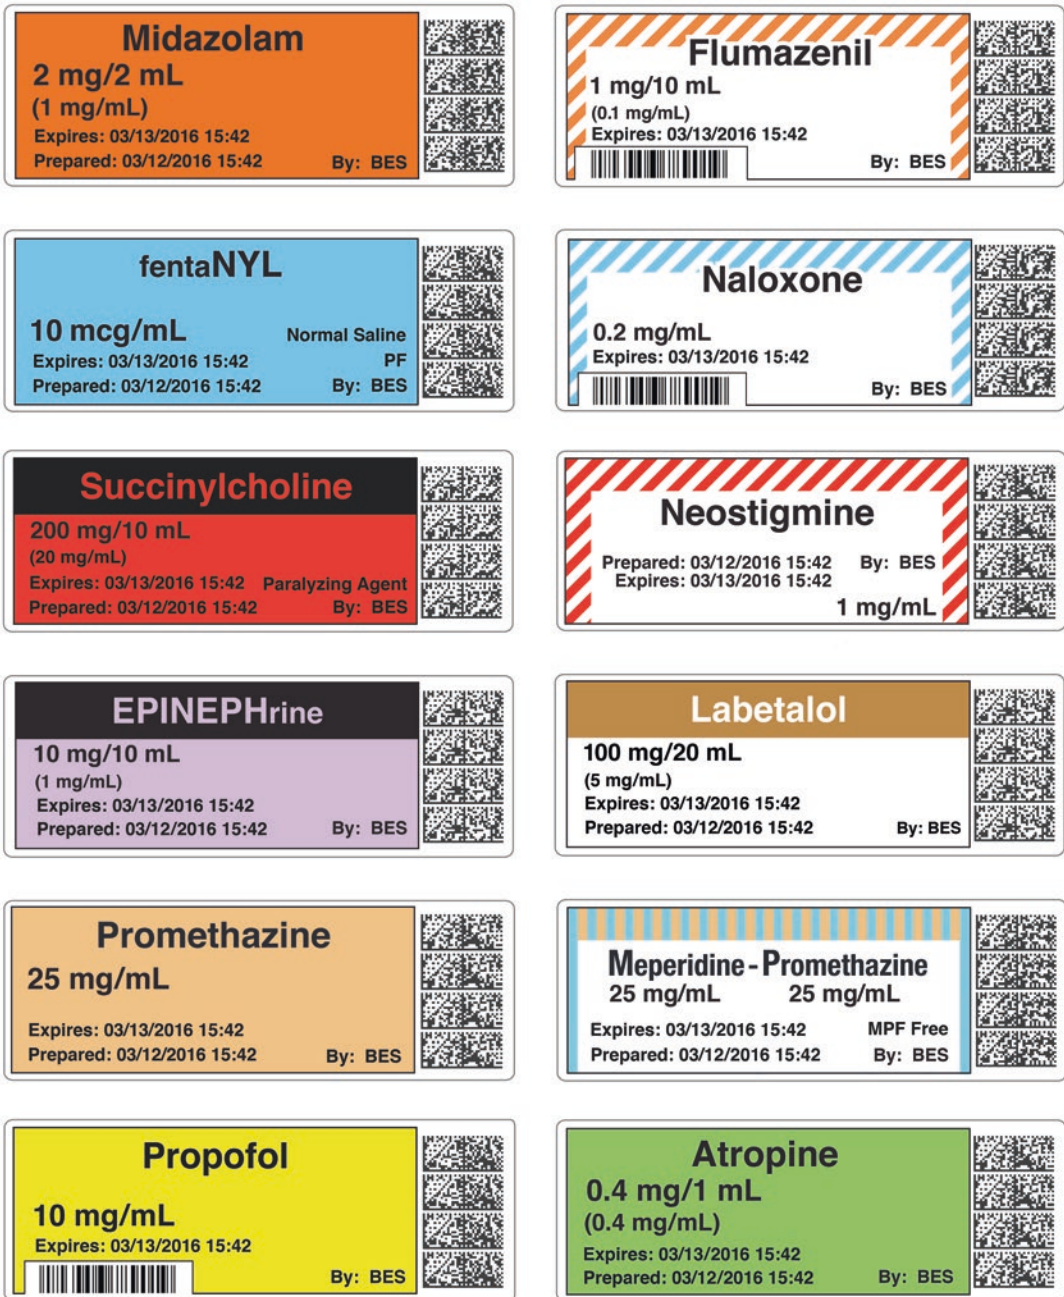 Midazolam
2 mg/2 mL
(1 mg/mL)
Expires: 03/13/2016 15:42
Prepared: 03/12/2016 15:42 By: BES
Flumazenil
1 mg/10 mL
(0.1 mg/mL)
Expires: 03/13/2016 15:42
By: BES
fentaNYL
10 mcg/mL Normal Saline
Expires: 03/13/2016 15:42 PF
Prepared: 03/12/2016 15:42 By: BES
Naloxone
0.2 mg/mL
Expires: 03/13/2016 15:42
By: BES
Succinylcholine
200 mg/10 mL
(20 mg/mL)
Expires: 03/13/2016 15:42 Paralyzing Agent
Prepared: 03/12/2016 15:42 By: BES
Neostigmine
Prepared: 03/12/2016 15:42 By: BES
Expires: 03/13/2016 15:42
1 mg/mL
EPINEPHrine
10 mg/10 mL
(1 mg/mL)
Expires: 03/13/2016 15:42
Prepared: 03/12/2016 15:42 By: BES
Labetalol
100 mg/20 mL
(5 mg/mL)
Expires: 03/13/2016 15:42
Prepared: 03/12/2016 15:42 By: BES
Promethazine
25 mg/mL
Expires: 03/13/2016 15:42
Prepared: 03/12/2016 15:42 By: BES
Meperidine-Promethazine
25 mg/mL 25 mg/mL
Expires: 03/13/2016 15:42 MPF Free
Prepared: 03/12/2016 15:42 By: BES
Propofol
10 mg/mL
Expires: 03/13/2016 15:42
By: BES
Atropine
0.4 mg/1 mL
(0.4 mg/mL)
Expires: 03/13/2016 15:42
Prepared: 03/12/2016 15:42 By: BES